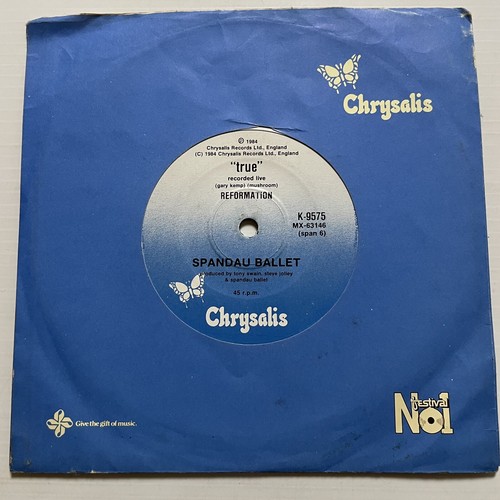 Chrysalis
℗ 1984
Chrysalis Records Ltd., England
(C) 1984 Chrysalis Records Ltd., England
"true"
recorded live
(gary kemp) (mushroom)
REFORMATION
K-9575
MX-63146
(span 6)
SPANDAU BALLET
produced by tony swain, steve jolley
& spandau ballet
45 r.p.m.
Chrysalis
Give the gift of music.
FESTIVAL
No1